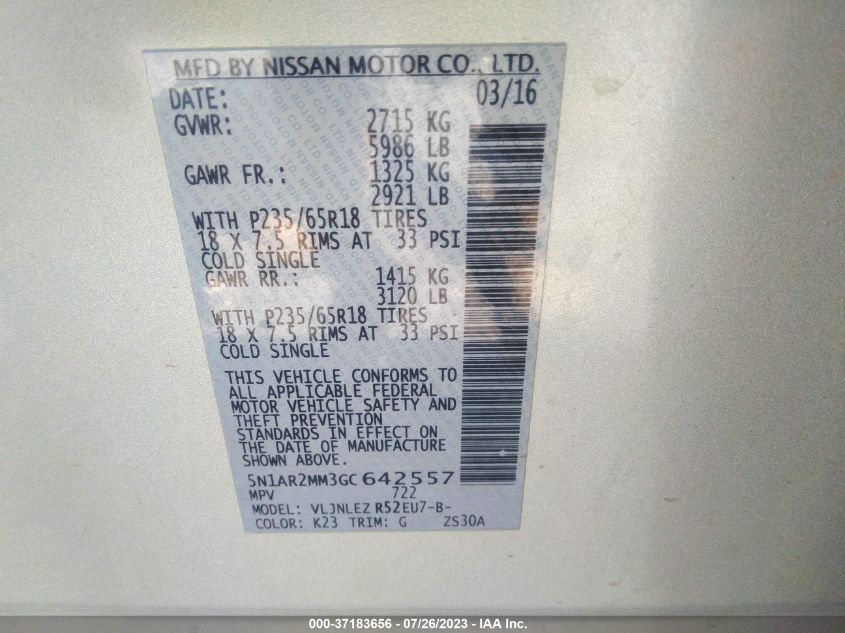 MFD BY NISSAN MOTOR CO., LTD.
DATE: 03/16
GVWR: 2715 KG
5986 LB
GAWR FR.: 1325 KG
2921 LB
WITH P235/65R18 TIRES
18 X 7.5 RIMS AT 33 PSI
COLD SINGLE
GAWR RR.: 1415 KG
3120 LB
WITH P235/65R18 TIRES
18 X 7.5 RIMS AT 33 PSI
COLD SINGLE
THIS VEHICLE CONFORMS TO
ALL APPLICABLE FEDERAL
MOTOR VEHICLE SAFETY AND
THEFT PREVENTION
STANDARDS IN EFFECT ON
THE DATE OF MANUFACTURE
SHOWN ABOVE.
5N1AR2MM3GC642557
MPV 722
MODEL: VLJNLEZ R52EU7-B-
COLOR: K23 TRIM: G ZS30A
000-37183656 - 07/26/2023 - IAA Inc.